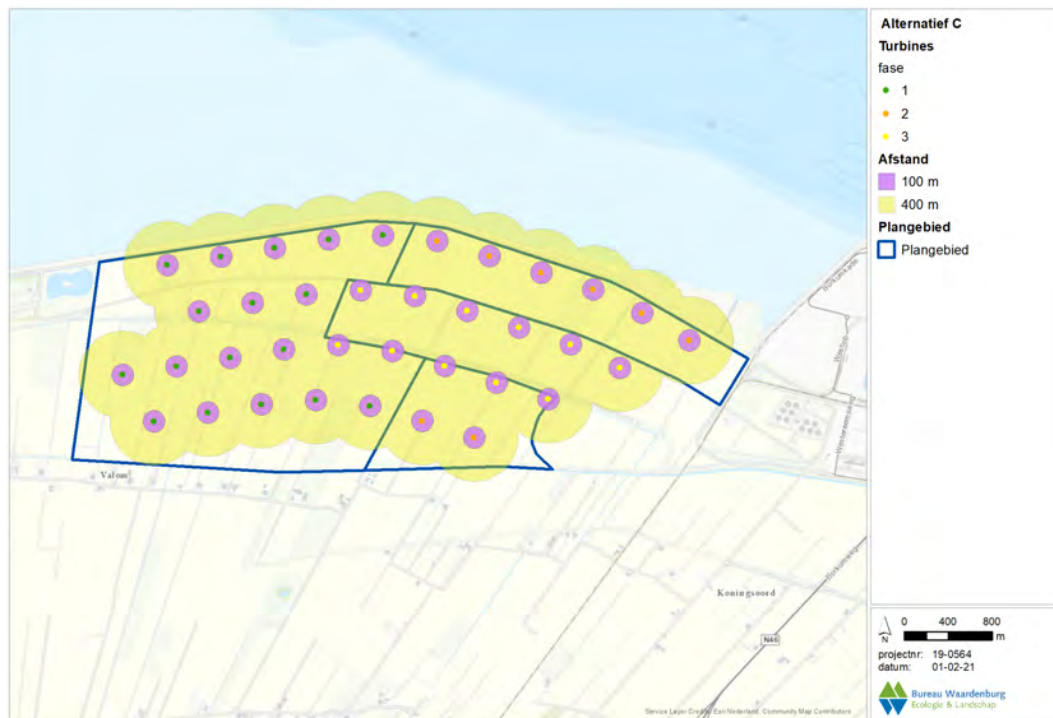 Alternatief C
Turbines
fase
1
2
3
Afstand
100 m
400 m
Plangebied
Plangebied
Valom
Koningsoord
N46
N
0 400 800
m
projectnr: 19-0564
datum: 01-02-21
Bureau Waardenburg
Ecologie & Landschap
Service Layer Credits: Esri Nederland, Community Map Contributors